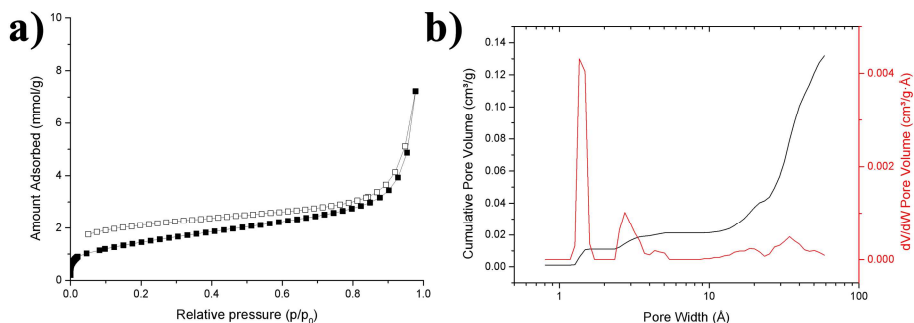 a)
10
8
6
4
2
0
0.0 0.2 0.4 0.6 0.8 1.0
Amount Adsorbed (mmol/g)
Relative pressure (p/p0)
b)
0.14
0.12
0.10
0.08
0.06
0.04
0.02
0.00
1 10 100
Cumulative Pore Volume (cm³/g)
Pore Width (Å)
0.004
0.002
0.000
dV/dW Pore Volume (cm³/g·Å)